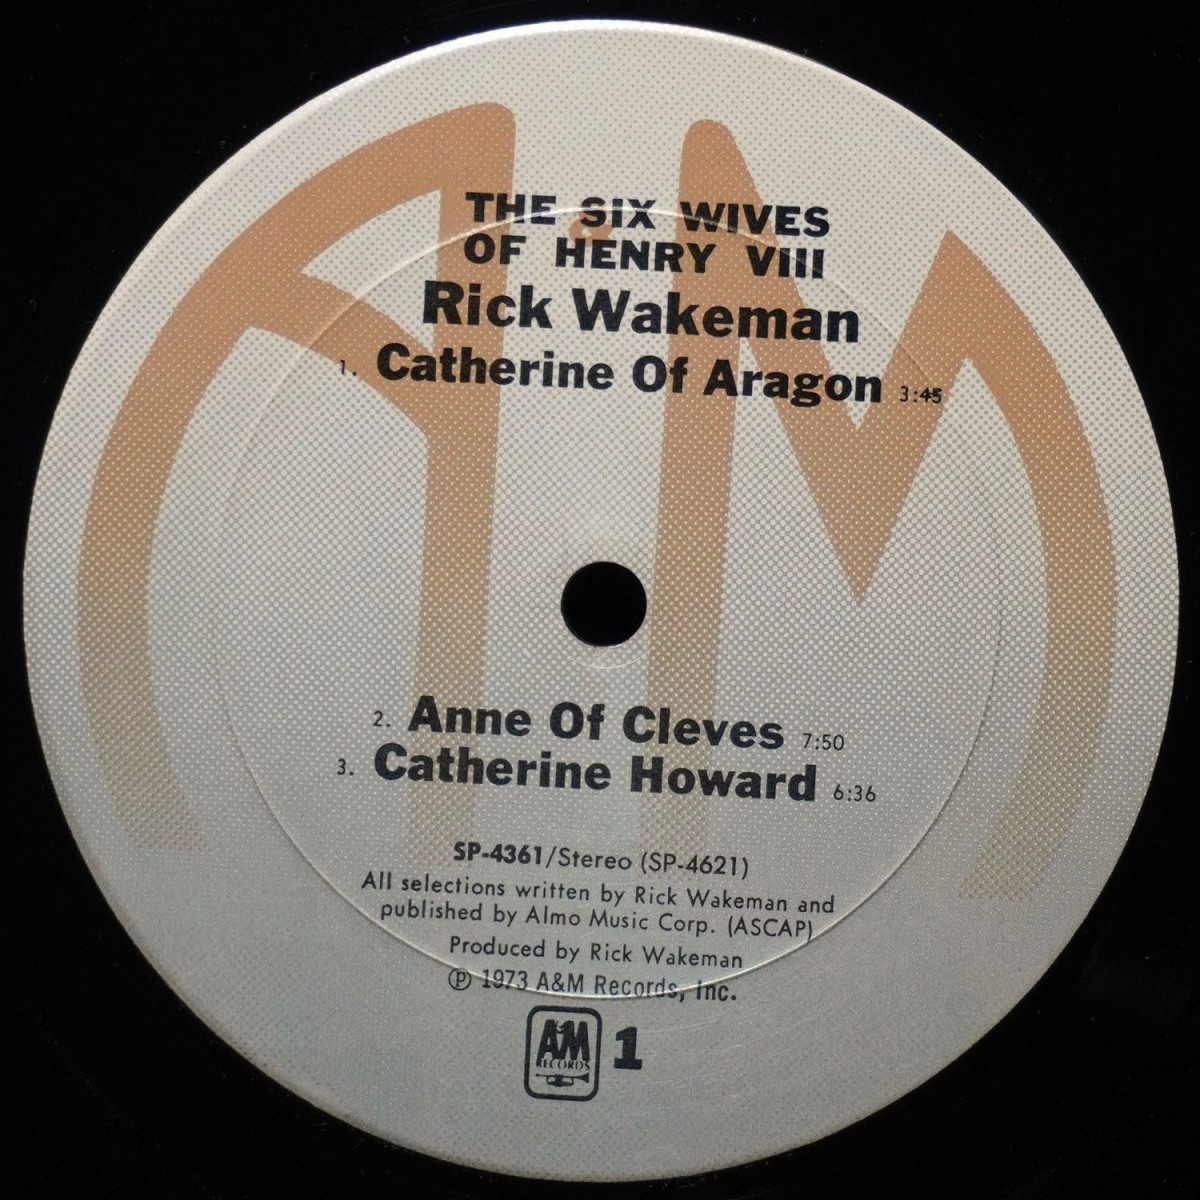 A&M
THE SIX WIVES
OF HENRY VIII
Rick Wakeman
1. Catherine Of Aragon 3:45
2. Anne Of Cleves 7:50
3. Catherine Howard 6:36
SP-4361/Stereo (SP-4621)
All selections written by Rick Wakeman and
published by Almo Music Corp. (ASCAP)
Produced by Rick Wakeman
℗ 1973 A&M Records, Inc.
A&M RECORDS 1